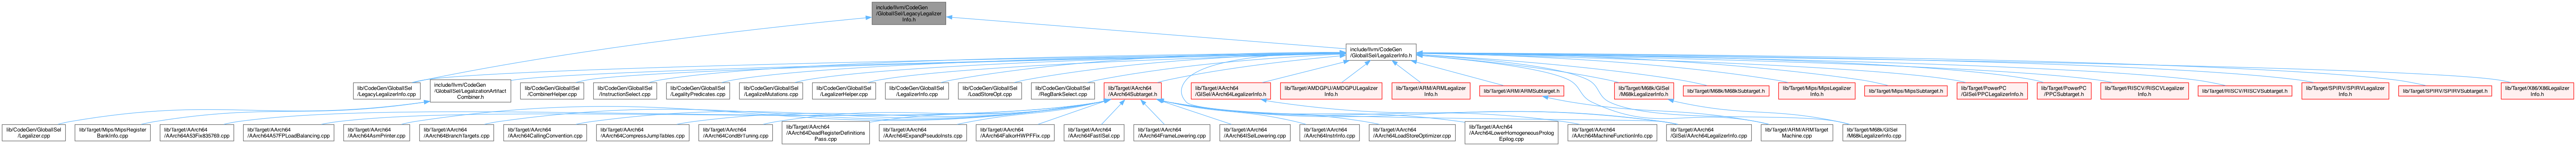 include/llvm/CodeGen
/GlobalISel/LegacyLegalizer
Info.h
include/llvm/CodeGen
/GlobalISel/LegalizerInfo.h
lib/CodeGen/GlobalISel
/LegacyLegalizerInfo.cpp
include/llvm/CodeGen
/GlobalISel/LegalizationArtifact
Combiner.h
lib/CodeGen/GlobalISel
/CombinerHelper.cpp
lib/CodeGen/GlobalISel
/InstructionSelect.cpp
lib/CodeGen/GlobalISel
/LegalityPredicates.cpp
lib/CodeGen/GlobalISel
/LegalizeMutations.cpp
lib/CodeGen/GlobalISel
/LegalizerHelper.cpp
lib/CodeGen/GlobalISel
/LegalizerInfo.cpp
lib/CodeGen/GlobalISel
/LoadStoreOpt.cpp
lib/CodeGen/GlobalISel
/RegBankSelect.cpp
lib/Target/AArch64
/AArch64Subtarget.h
lib/Target/AArch64
/GISel/AArch64LegalizerInfo.h
lib/Target/AMDGPU/AMDGPULegalizer
Info.h
lib/Target/ARM/ARMLegalizer
Info.h
lib/Target/ARM/ARMSubtarget.h
lib/Target/M68k/GISel
/M68kLegalizerInfo.h
lib/Target/M68k/M68kSubtarget.h
lib/Target/Mips/MipsLegalizer
Info.h
lib/Target/Mips/MipsSubtarget.h
lib/Target/PowerPC
/GISel/PPCLegalizerInfo.h
lib/Target/PowerPC
/PPCSubtarget.h
lib/Target/RISCV/RISCVLegalizer
Info.h
lib/Target/RISCV/RISCVSubtarget.h
lib/Target/SPIRV/SPIRVLegalizer
Info.h
lib/Target/SPIRV/SPIRVSubtarget.h
lib/Target/X86/X86Legalizer
Info.h
lib/CodeGen/GlobalISel
/Legalizer.cpp
lib/Target/Mips/MipsRegister
BankInfo.cpp
lib/Target/AArch64
/AArch64A53Fix835769.cpp
lib/Target/AArch64
/AArch64A57FPLoadBalancing.cpp
lib/Target/AArch64
/AArch64AsmPrinter.cpp
lib/Target/AArch64
/AArch64BranchTargets.cpp
lib/Target/AArch64
/AArch64CallingConvention.cpp
lib/Target/AArch64
/AArch64CompressJumpTables.cpp
lib/Target/AArch64
/AArch64CondBrTuning.cpp
lib/Target/AArch64
/AArch64DeadRegisterDefinitions
Pass.cpp
lib/Target/AArch64
/AArch64ExpandPseudoInsts.cpp
lib/Target/AArch64
/AArch64FalkorHWPFFix.cpp
lib/Target/AArch64
/AArch64FastISel.cpp
lib/Target/AArch64
/AArch64FrameLowering.cpp
lib/Target/AArch64
/AArch64ISelLowering.cpp
lib/Target/AArch64
/AArch64InstrInfo.cpp
lib/Target/AArch64
/AArch64LoadStoreOptimizer.cpp
lib/Target/AArch64
/AArch64LowerHomogeneousProlog
Epilog.cpp
lib/Target/AArch64
/AArch64MachineFunctionInfo.cpp
lib/Target/AArch64
/GISel/AArch64LegalizerInfo.cpp
lib/Target/ARM/ARMTarget
Machine.cpp
lib/Target/M68k/GISel
/M68kLegalizerInfo.cpp